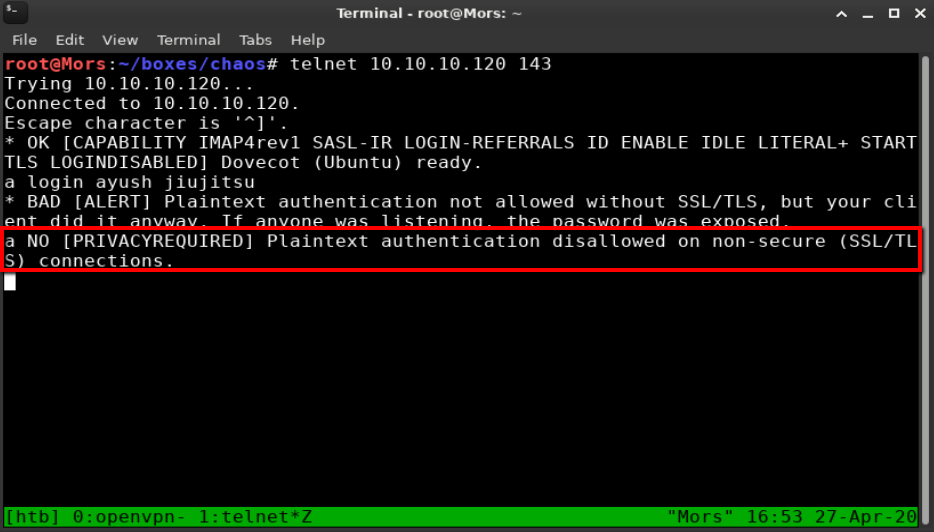 Terminal - root@Mors: ~
File Edit View Terminal Tabs Help
root@Mors:~/boxes/chaos# telnet 10.10.10.120 143
Trying 10.10.10.120...
Connected to 10.10.10.120.
Escape character is '^]'.
* OK [CAPABILITY IMAP4rev1 SASL-IR LOGIN-REFERRALS ID ENABLE IDLE LITERAL+ START
TLS LOGINDISABLED] Dovecot (Ubuntu) ready.
a login ayush jiujitsu
* BAD [ALERT] Plaintext authentication not allowed without SSL/TLS, but your cli
ent did it anyway. If anyone was listening, the password was exposed.
a NO [PRIVACYREQUIRED] Plaintext authentication disallowed on non-secure (SSL/TL
S) connections.
[htb] 0:openvpn- 1:telnet*Z "Mors" 16:53 27-Apr-20